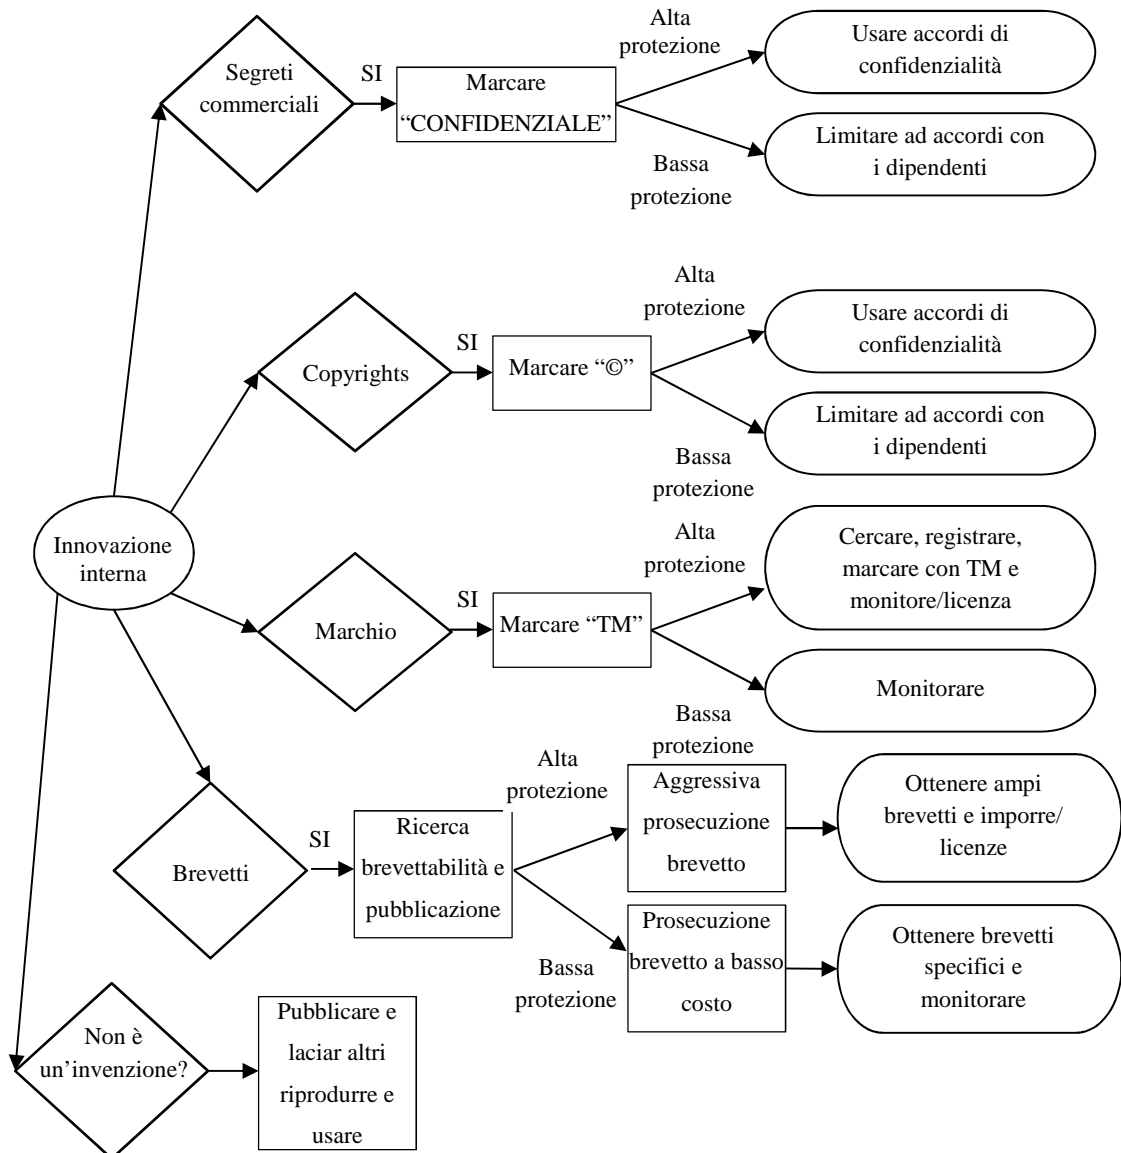 Segreti
commerciali
SI
Marcare
“CONFIDENZIALE”
Alta
protezione
Usare accordi di
confidenzialità
Bassa
protezione
Limitare ad accordi con
i dipendenti
Copyrights
SI
Marcare “©”
Alta
protezione
Usare accordi di
confidenzialità
Bassa
protezione
Limitare ad accordi con
i dipendenti
Innovazione
interna
Marchio
SI
Marcare “TM”
Alta
protezione
Cercare, registrare,
marcare con TM e
monitore/licenza
Bassa
protezione
Monitorare
Brevetti
SI
Ricerca
brevettabilità e
pubblicazione
Alta
protezione
Aggressiva
prosecuzione
brevetto
Ottenere ampi
brevetti e imporre/
licenze
Bassa
protezione
Prosecuzione
brevetto a basso
costo
Ottenere brevetti
specifici e
monitorare
Non è
un’invenzione?
Pubblicare e
laciar altri
riprodurre e
usare